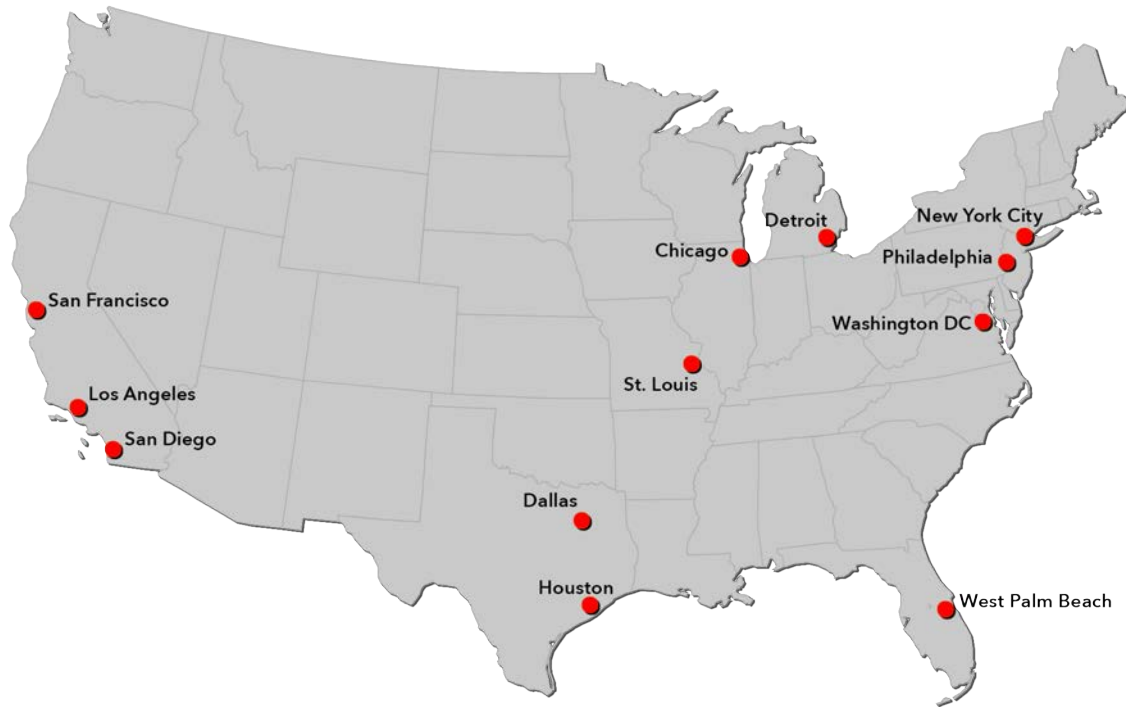 Detroit
New York City
Chicago
Philadelphia
San Francisco
Washington DC
St. Louis
Los Angeles
San Diego
Dallas
Houston
West Palm Beach